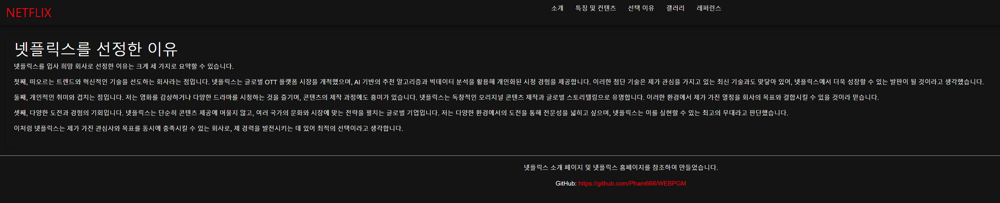 NETFLIX
소개 특징 및 컨텐츠 선택 이유 갤러리 레퍼런스
넷플릭스를 선정한 이유
넷플릭스를 입사 희망 회사로 선정한 이유는 크게 세 가지로 요약할 수 있습니다.
첫째, 떠오르는 트렌드와 혁신적인 기술을 선도하는 회사라는 점입니다. 넷플릭스는 글로벌 OTT 플랫폼 시장을 개척했으며, AI 기반의 추천 알고리즘과 빅데이터 분석을 활용해 개인화된 시청 경험을 제공합니다. 이러한 첨단 기술은 제가 관심을 가지고 있는 최신 기술과도 맞닿아 있어, 넷플릭스에서 더욱 성장할 수 있는 발판이 될 것이라고 생각했습니다.
둘째, 개인적인 취미와 겹치는 점입니다. 저는 영화를 감상하거나 다양한 드라마를 시청하는 것을 즐기며, 콘텐츠의 제작 과정에도 흥미가 있습니다. 넷플릭스는 독창적인 오리지널 콘텐츠 제작과 글로벌 스토리텔링으로 유명합니다. 이러한 환경에서 제가 가진 열정을 회사의 목표와 결합시킬 수 있을 것이라 믿습니다.
셋째, 다양한 도전과 경험의 기회입니다. 넷플릭스는 단순히 콘텐츠 제공에 머물지 않고, 여러 국가의 문화와 시장에 맞는 전략을 펼치는 글로벌 기업입니다. 저는 다양한 환경에서의 도전을 통해 전문성을 넓히고 싶으며, 넷플릭스는 이를 실현할 수 있는 최고의 무대라고 판단했습니다.
이처럼 넷플릭스는 제가 가진 관심사와 목표를 동시에 충족시킬 수 있는 회사로, 제 경력을 발전시키는 데 있어 최적의 선택이라고 생각합니다.
넷플릭스 소개 페이지 및 넷플릭스 홈페이지를 참조하여 만들었습니다.
GitHub: https://github.com/Pham666/WEBPGM